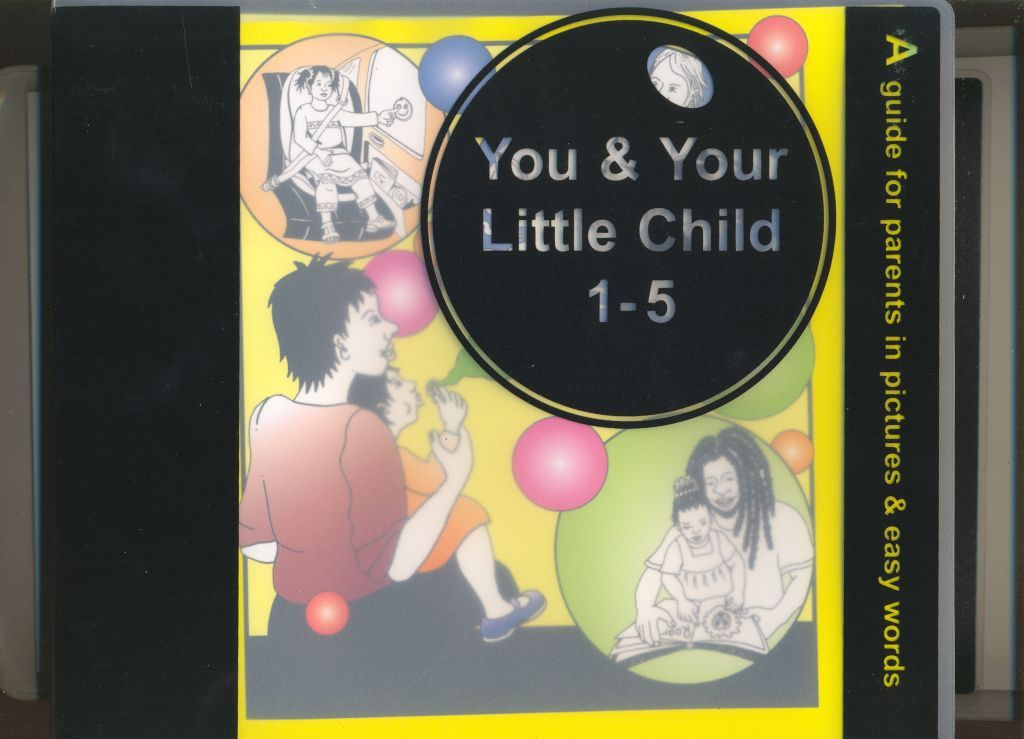 You & Your
Little Child
1-5
A guide for parents in pictures & easy words